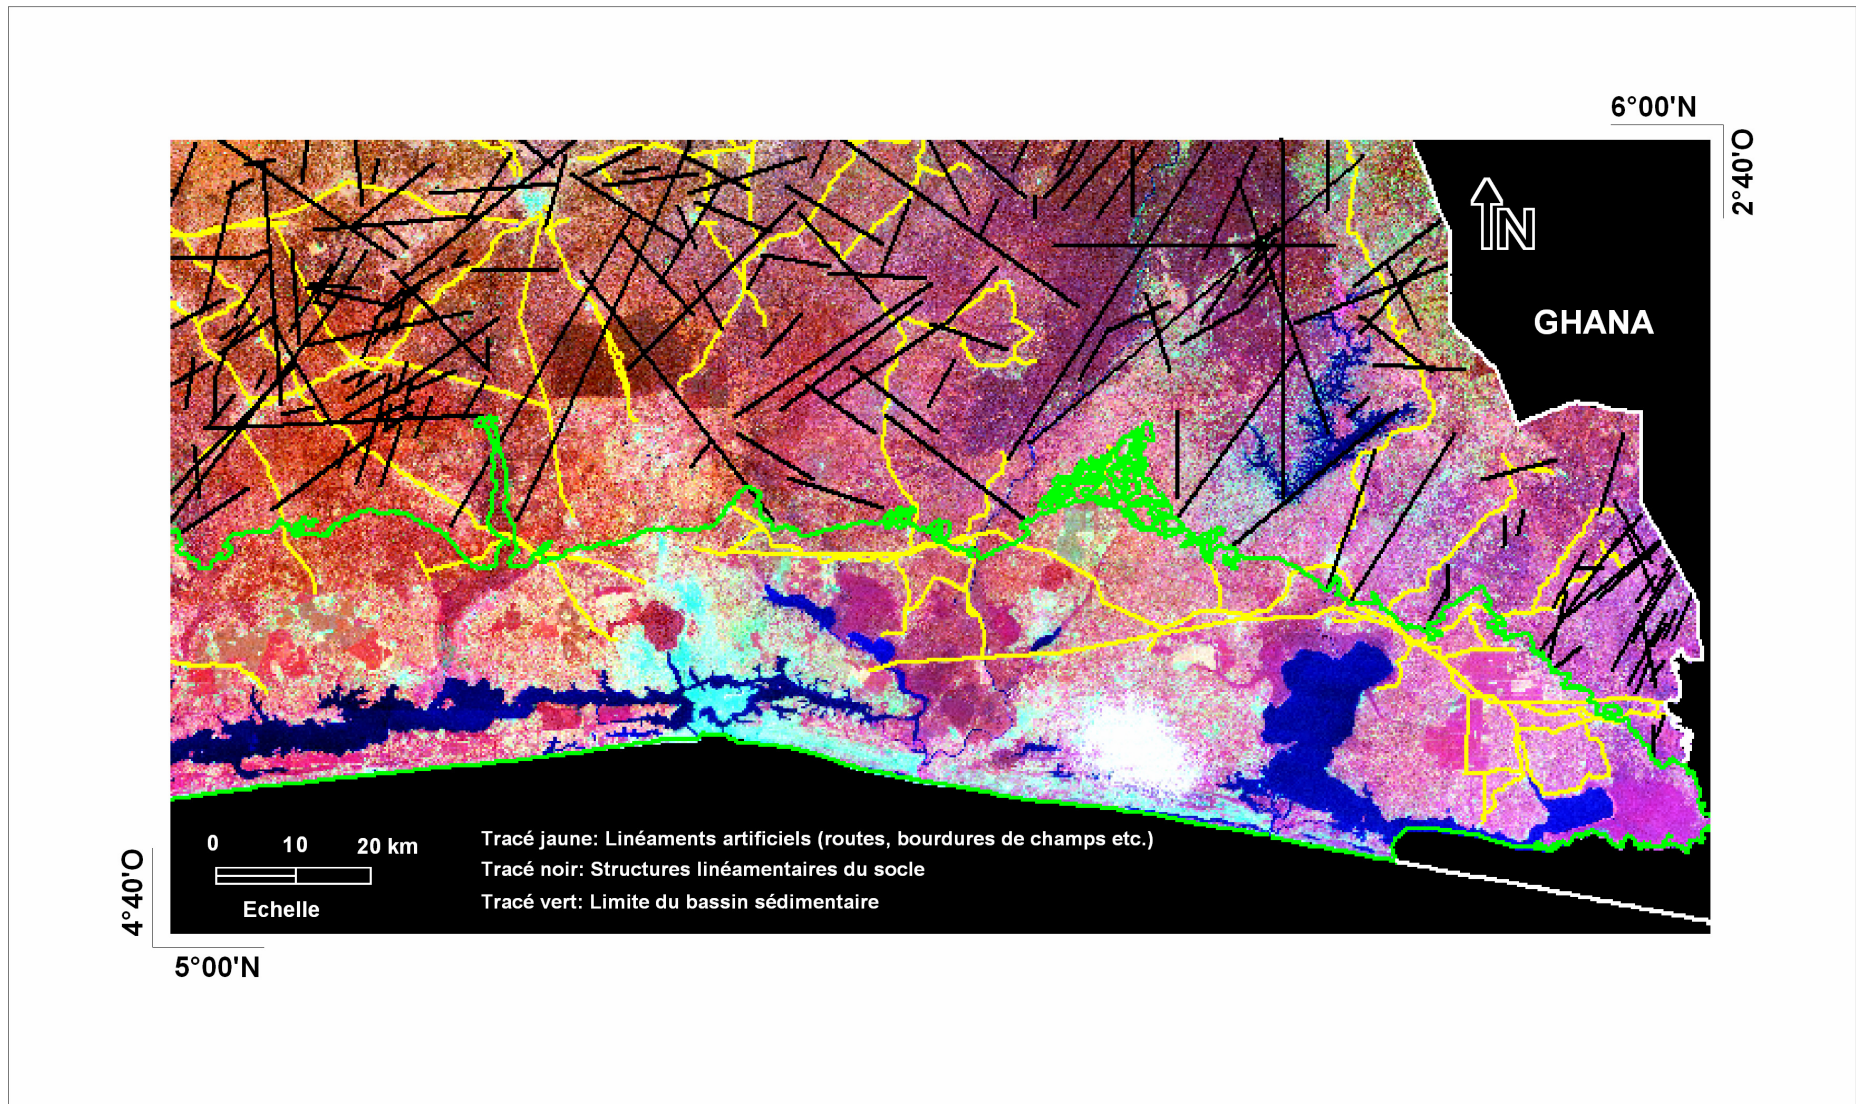 6°00'N
2°40'O
N
GHANA
0 10 20 km
Echelle
Tracé jaune: Linéaments artificiels (routes, bourdures de champs etc.)
Tracé noir: Structures linéamentaires du socle
Tracé vert: Limite du bassin sédimentaire
4°40'O
5°00'N